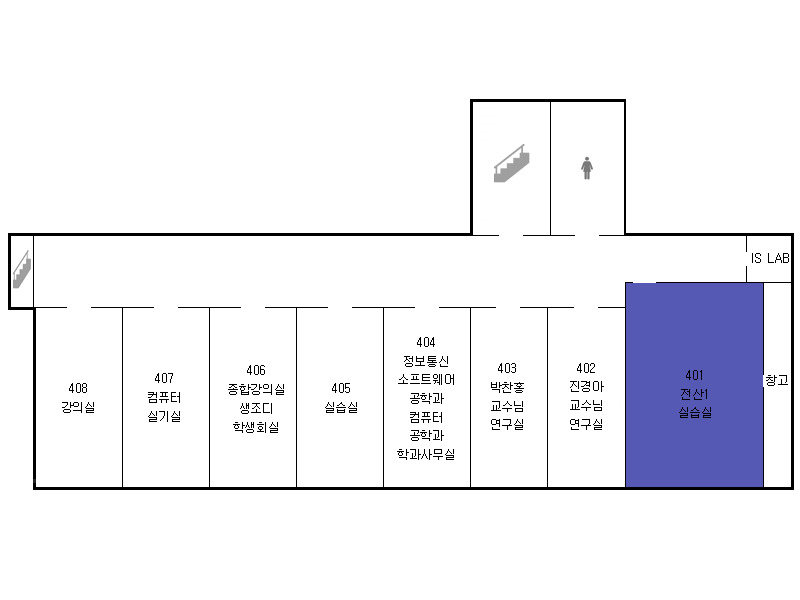 IS LAB
408
강의실
407
컴퓨터
실기실
406
종합강의실
생조디
학생회실
405
실습실
404
정보통신
소프트웨어
공학과
컴퓨터
공학과
학과사무실
403
박찬홍
교수님
연구실
402
진경아
교수님
연구실
401
전산1
실습실
창고